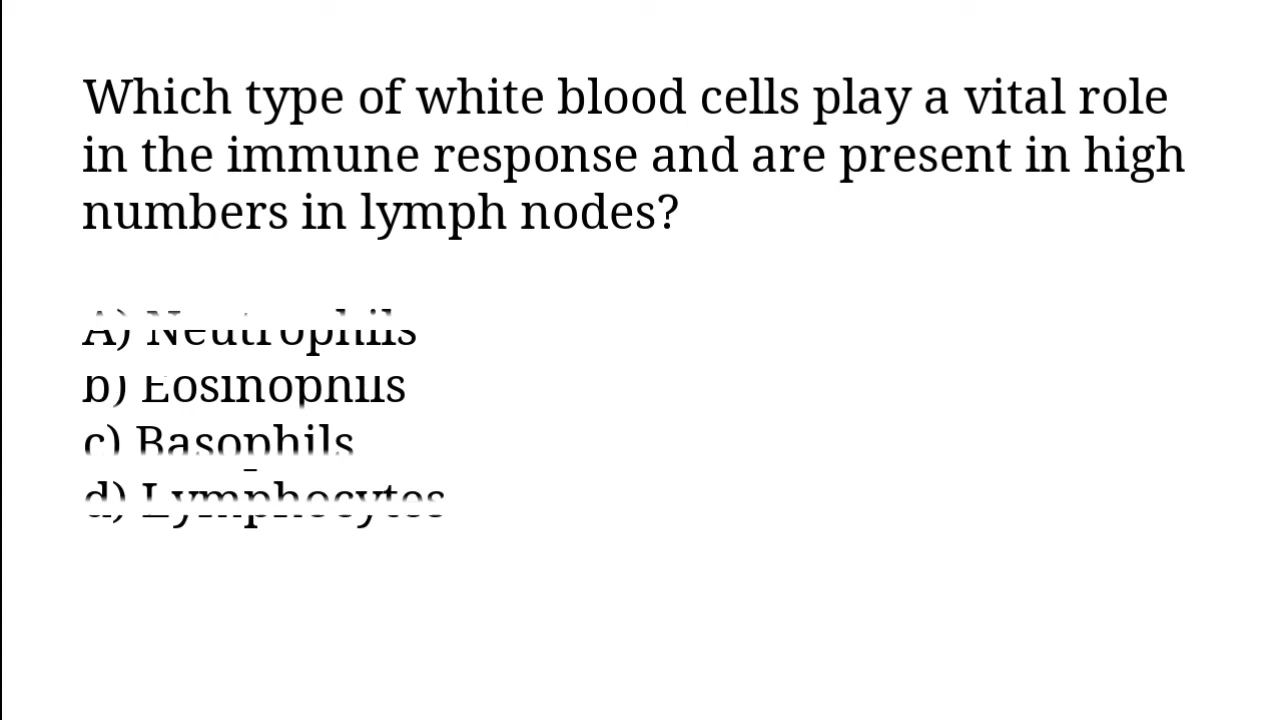 Which type of white blood cells play a vital role
in the immune response and are present in high
numbers in lymph nodes?
A) Neutrophils
b) Eosinophils
c) Basophils
d) Lymphocytes